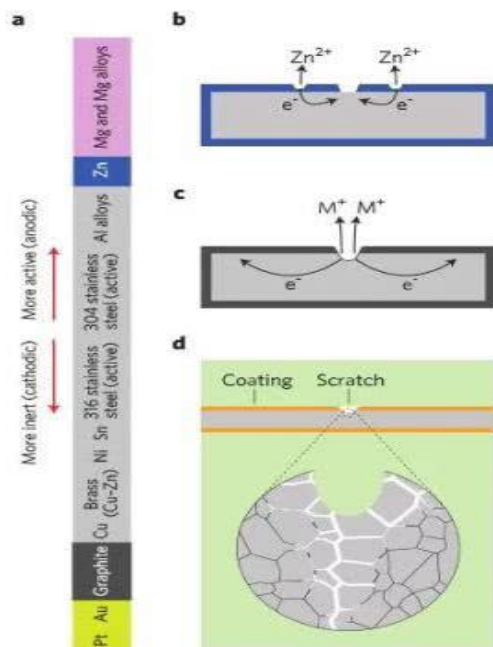 a
Mg and Mg alloys
Zn
Al alloys
304 stainless
steel (active)
316 stainless
steel (active)
Sn
Ni
Brass
(Cu–Zn)
Cu
Graphite
Au
Pt
More active (anodic)
More inert (cathodic)
b
Zn²⁺ Zn²⁺
e⁻ e⁻
c
M⁺ M⁺
e⁻ e⁻
d
Coating Scratch